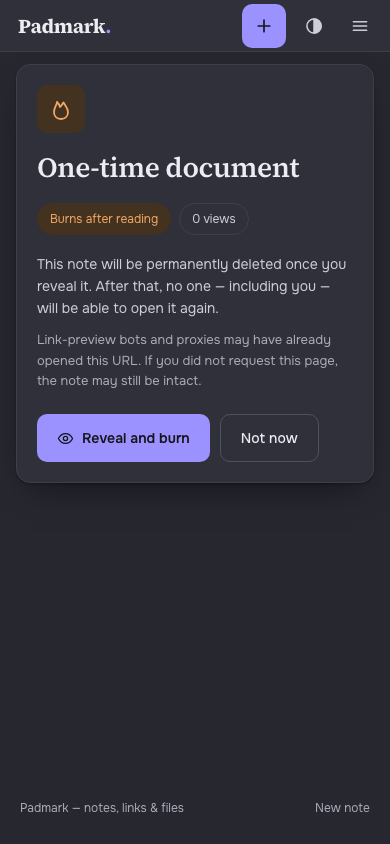 Padmark.
One-time document
Burns after reading
0 views
This note will be permanently deleted once you
reveal it. After that, no one — including you —
will be able to open it again.
Link-preview bots and proxies may have already
opened this URL. If you did not request this page,
the note may still be intact.
Reveal and burn
Not now
Padmark — notes, links & files
New note